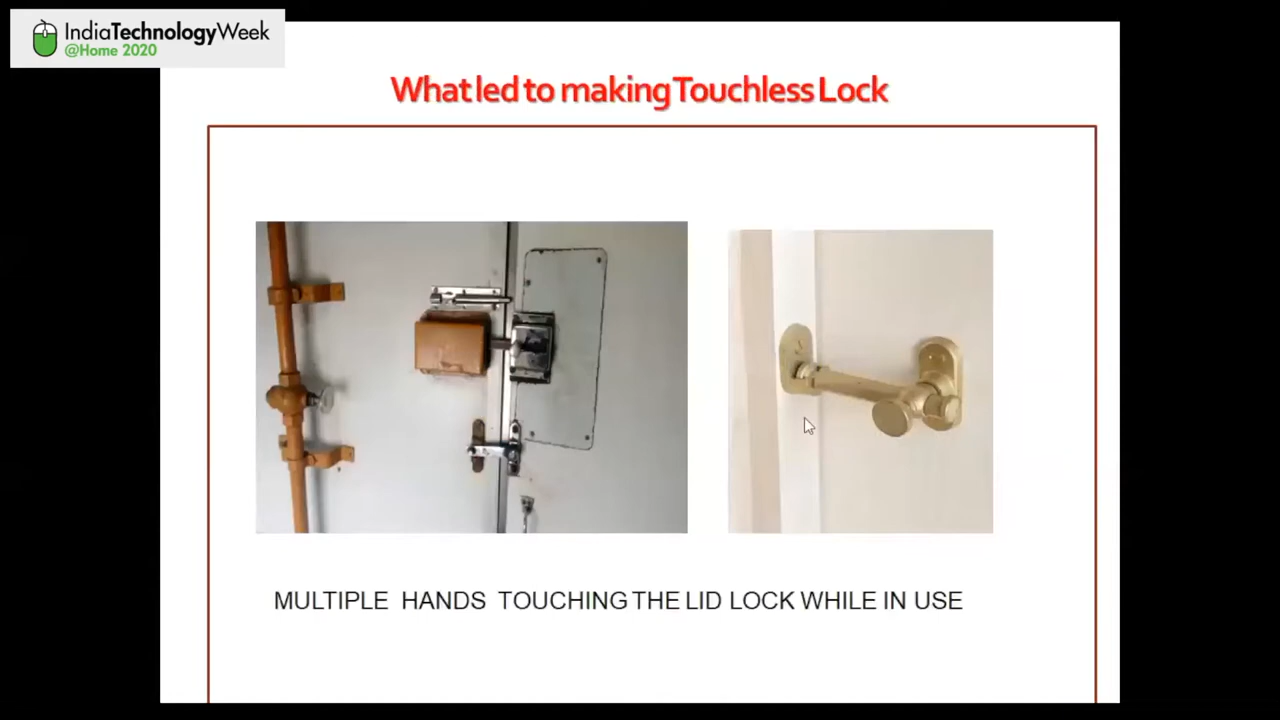 IndiaTechnologyWeek
@Home 2020
What led to making Touchless Lock
MULTIPLE HANDS TOUCHING THE LID LOCK WHILE IN USE